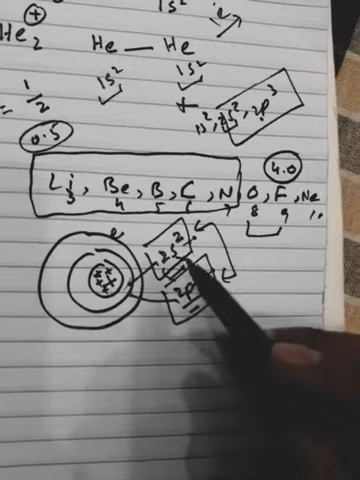 +
He₂ He — He 1s² e
= 1/2 1s² 1s²
+ 1s², 2s², 2p³
0.5 4.0
Li, Be, B, C, N, O, F, Ne
3 4 5 6 7 8 9 10
e 2s²
2p